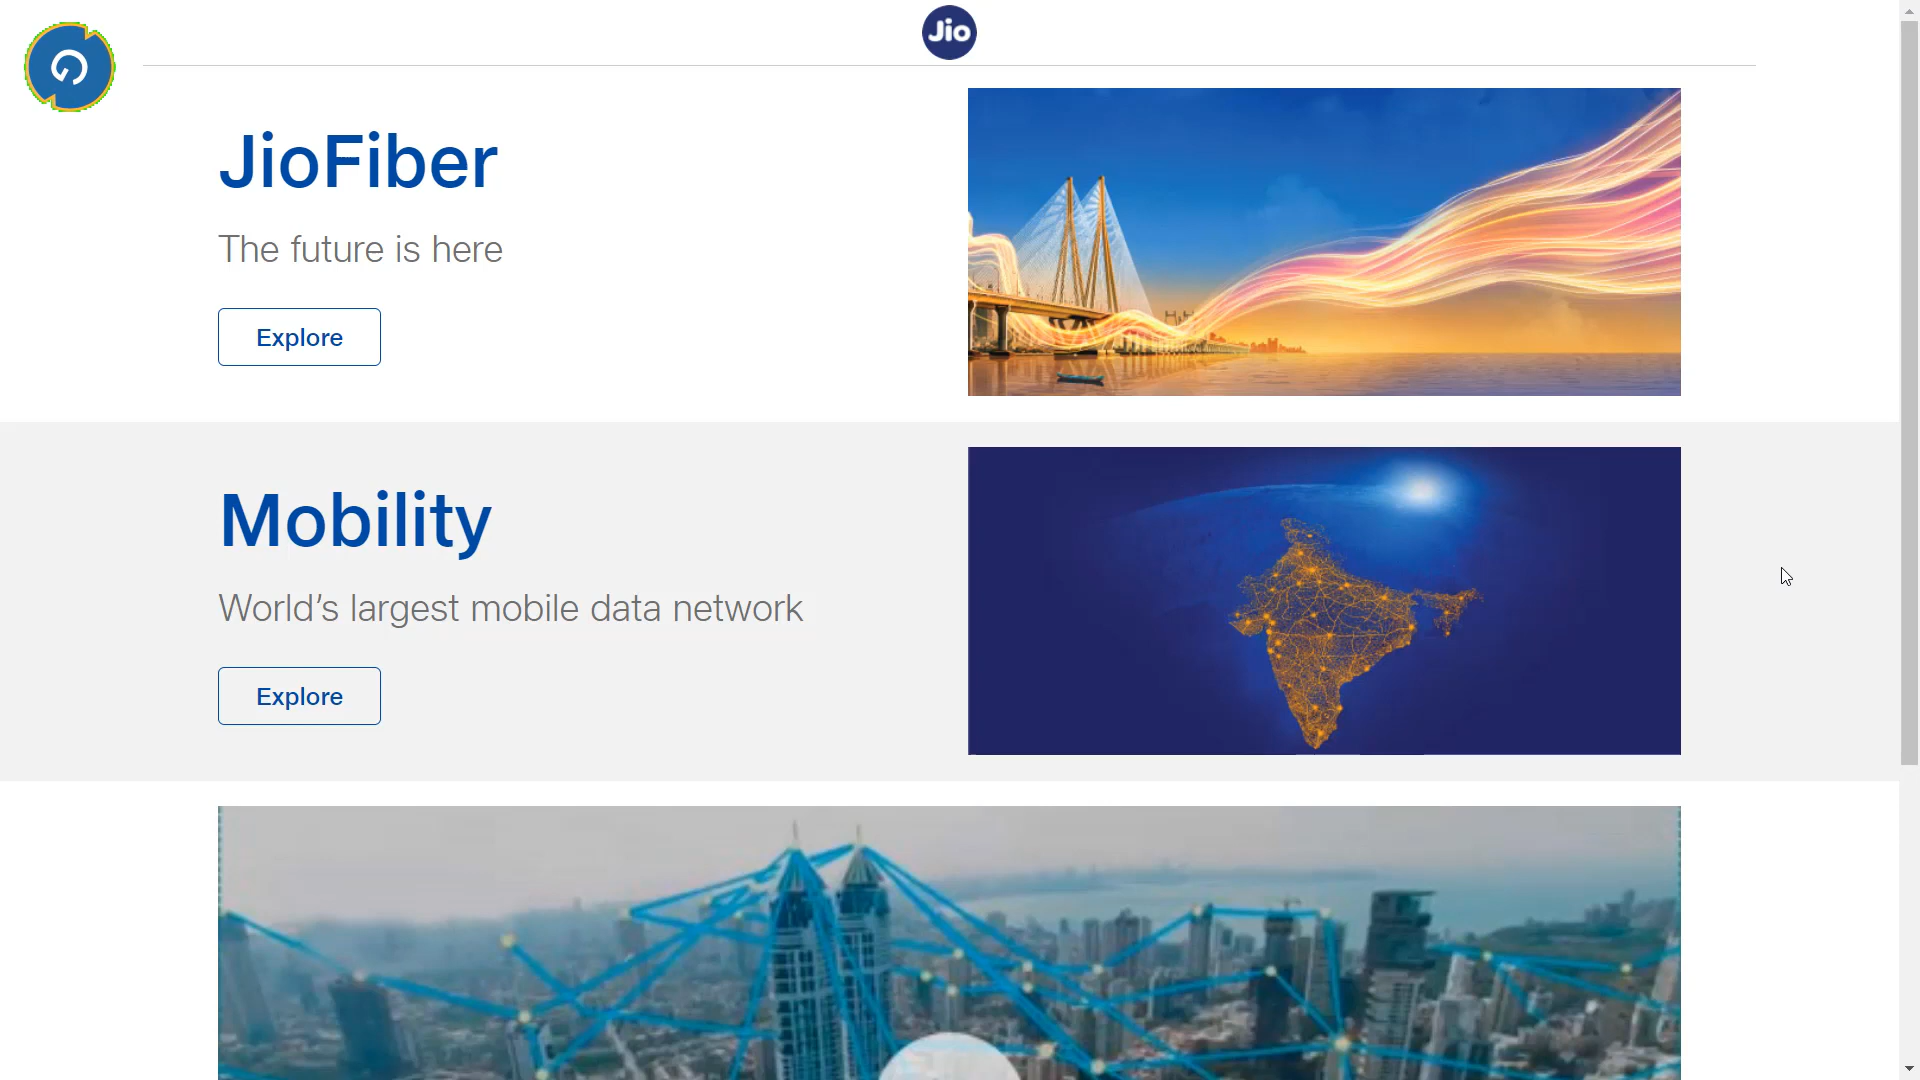 Jio
JioFiber
The future is here
Explore
Mobility
World's largest mobile data network
Explore